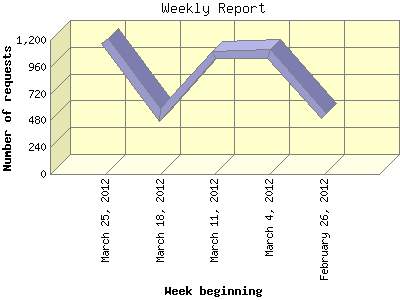 Weekly Report
Number of requests
1,200
960
720
480
240
0
March 25, 2012
March 18, 2012
March 11, 2012
March 4, 2012
February 26, 2012
Week beginning